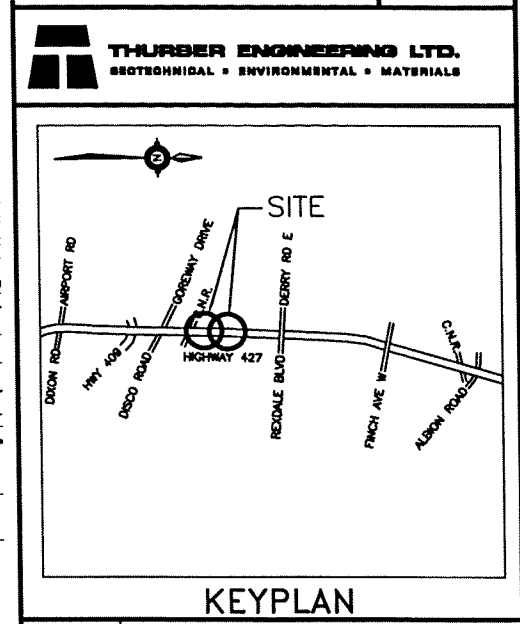 THURBER ENGINEERING LTD.
GEOTECHNICAL • ENVIRONMENTAL • MATERIALS
N
SITE
AIRPORT RD
DIXON RD
HWY 409
GOREWAY DRIVE
DISCO ROAD
C.N.R.
HIGHWAY 427
DERRY RD E
REXDALE BLVD
FINCH AVE W
C.N.R.
ALBION ROAD
KEYPLAN